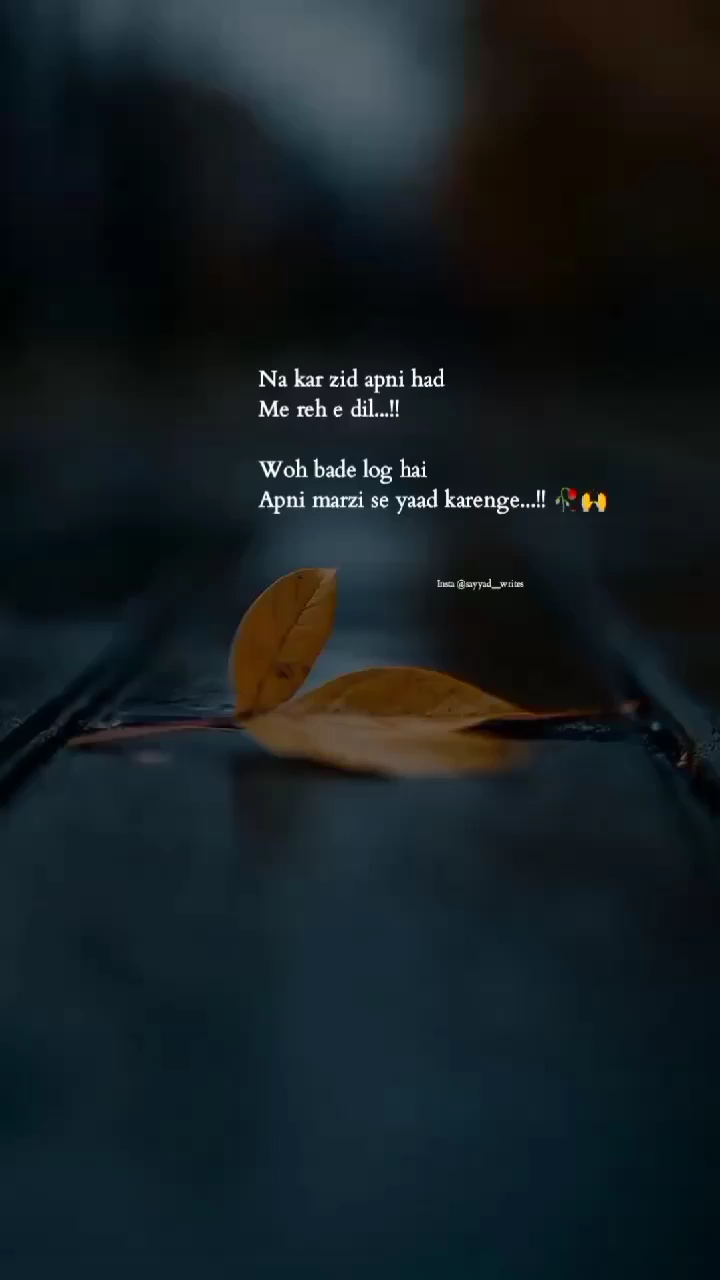 Na kar zid apni had
Me reh e dil...!!
Woh bade log hai
Apni marzi se yaad karenge...!! 🥀🙌
Insta @sayyad__writes